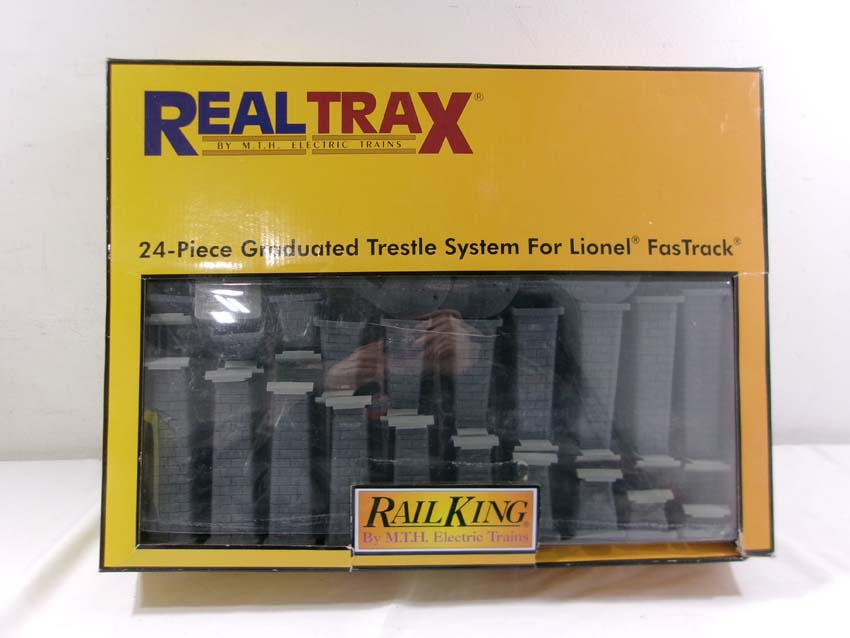 REALTRAX®
BY M.T.H. ELECTRIC TRAINS
24-Piece Graduated Trestle System For Lionel® FasTrack®
RAILKING®
By M.T.H. Electric Trains